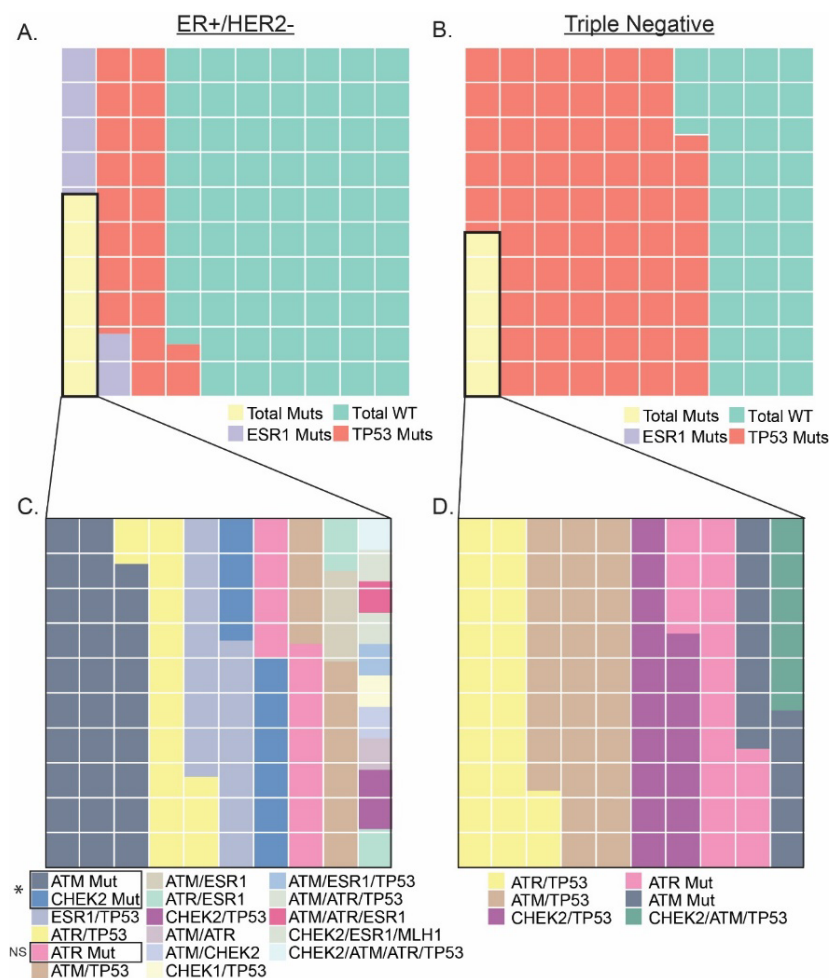 A. ER+/HER2-
B. Triple Negative
Total Muts Total WT
ESR1 Muts TP53 Muts
Total Muts Total WT
ESR1 Muts TP53 Muts
C.
D.
* ATM Mut ATM/ESR1 ATM/ESR1/TP53
CHEK2 Mut ATR/ESR1 ATM/ATR/TP53
ESR1/TP53 CHEK2/TP53 ATM/ATR/ESR1
ATR/TP53 ATM/ATR CHEK2/ESR1/MLH1
NS ATR Mut ATM/CHEK2 CHEK2/ATM/ATR/TP53
ATM/TP53 CHEK1/TP53
ATR/TP53 ATR Mut
ATM/TP53 ATM Mut
CHEK2/TP53 CHEK2/ATM/TP53